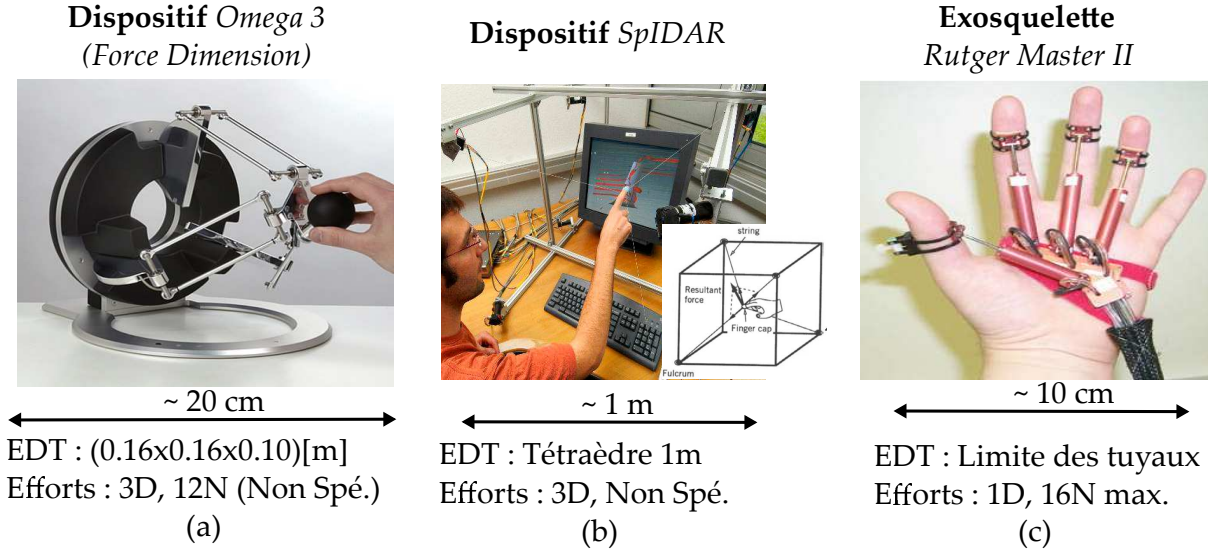 Dispositif Omega 3
(Force Dimension)
~ 20 cm
EDT : (0.16x0.16x0.10)[m]
Efforts : 3D, 12N (Non Spé.)
(a)
Dispositif SpIDAR
string
Resultant
force
Finger cap
Fulcrum
~ 1 m
EDT : Tétraèdre 1m
Efforts : 3D, Non Spé.
(b)
Exosquelette
Rutger Master II
~ 10 cm
EDT : Limite des tuyaux
Efforts : 1D, 16N max.
(c)